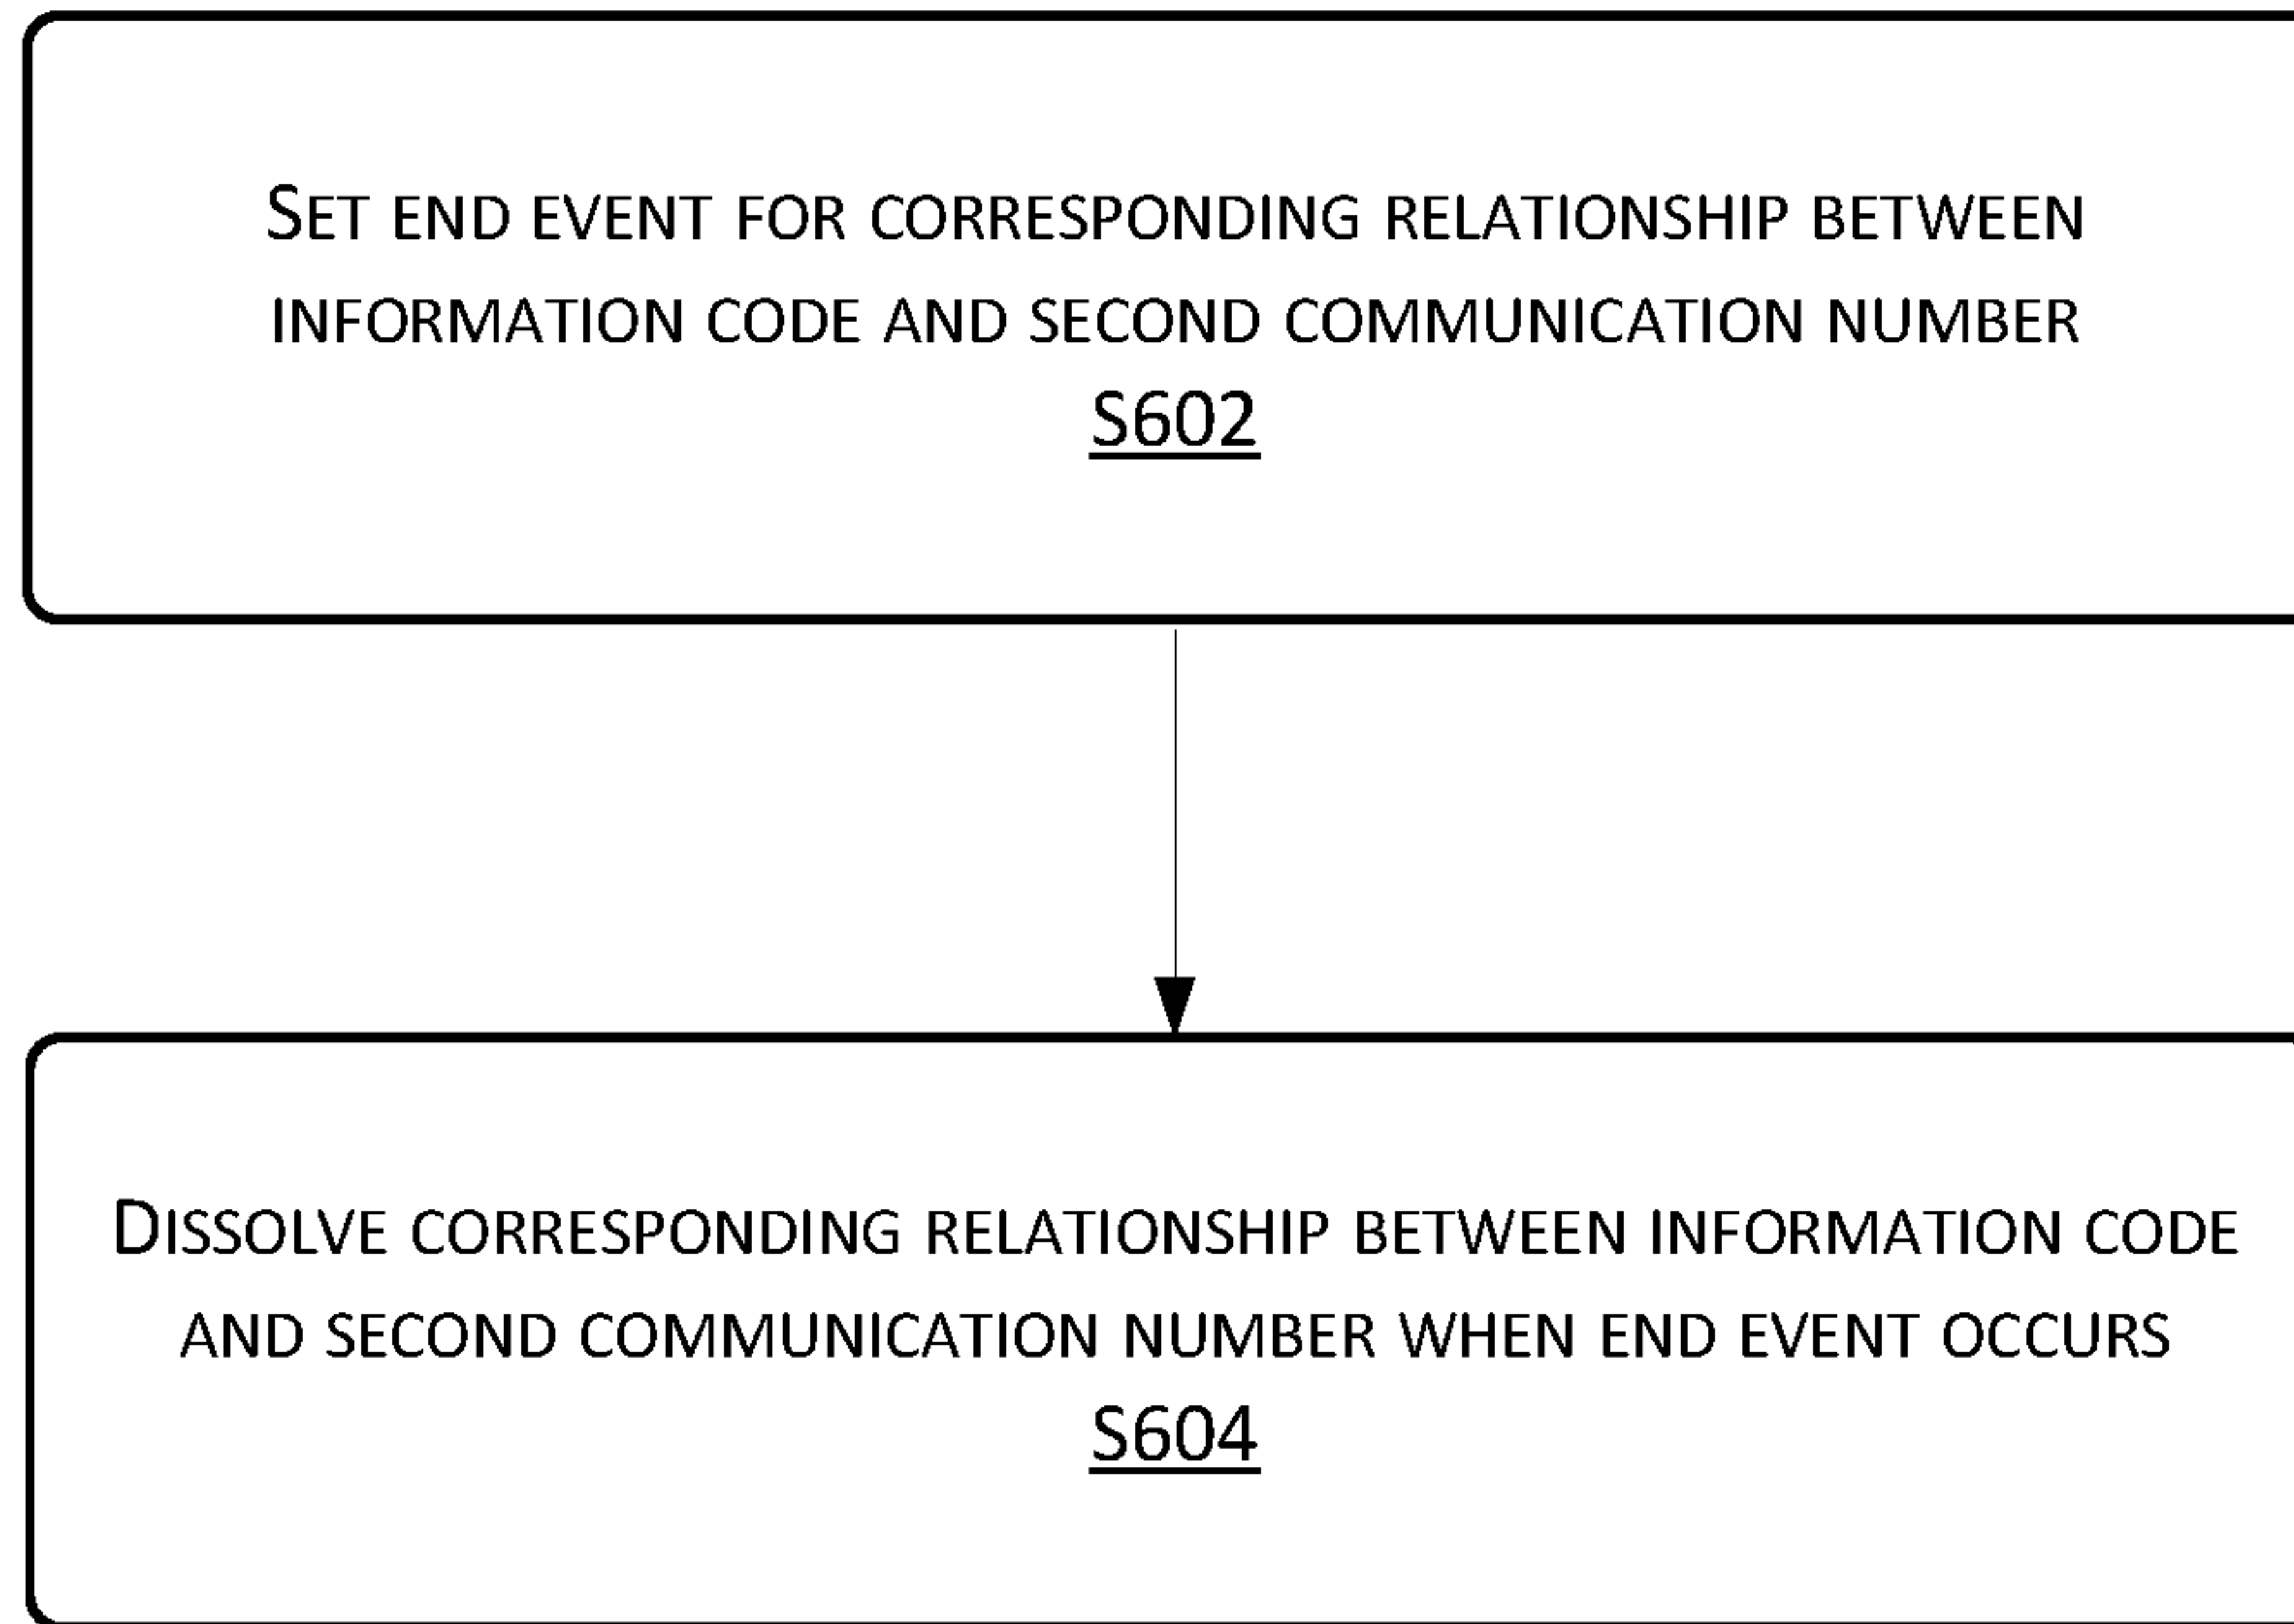 SET END EVENT FOR CORRESPONDING RELATIONSHIP BETWEEN
INFORMATION CODE AND SECOND COMMUNICATION NUMBER
S602
DISSOLVE CORRESPONDING RELATIONSHIP BETWEEN INFORMATION CODE
AND SECOND COMMUNICATION NUMBER WHEN END EVENT OCCURS
S604